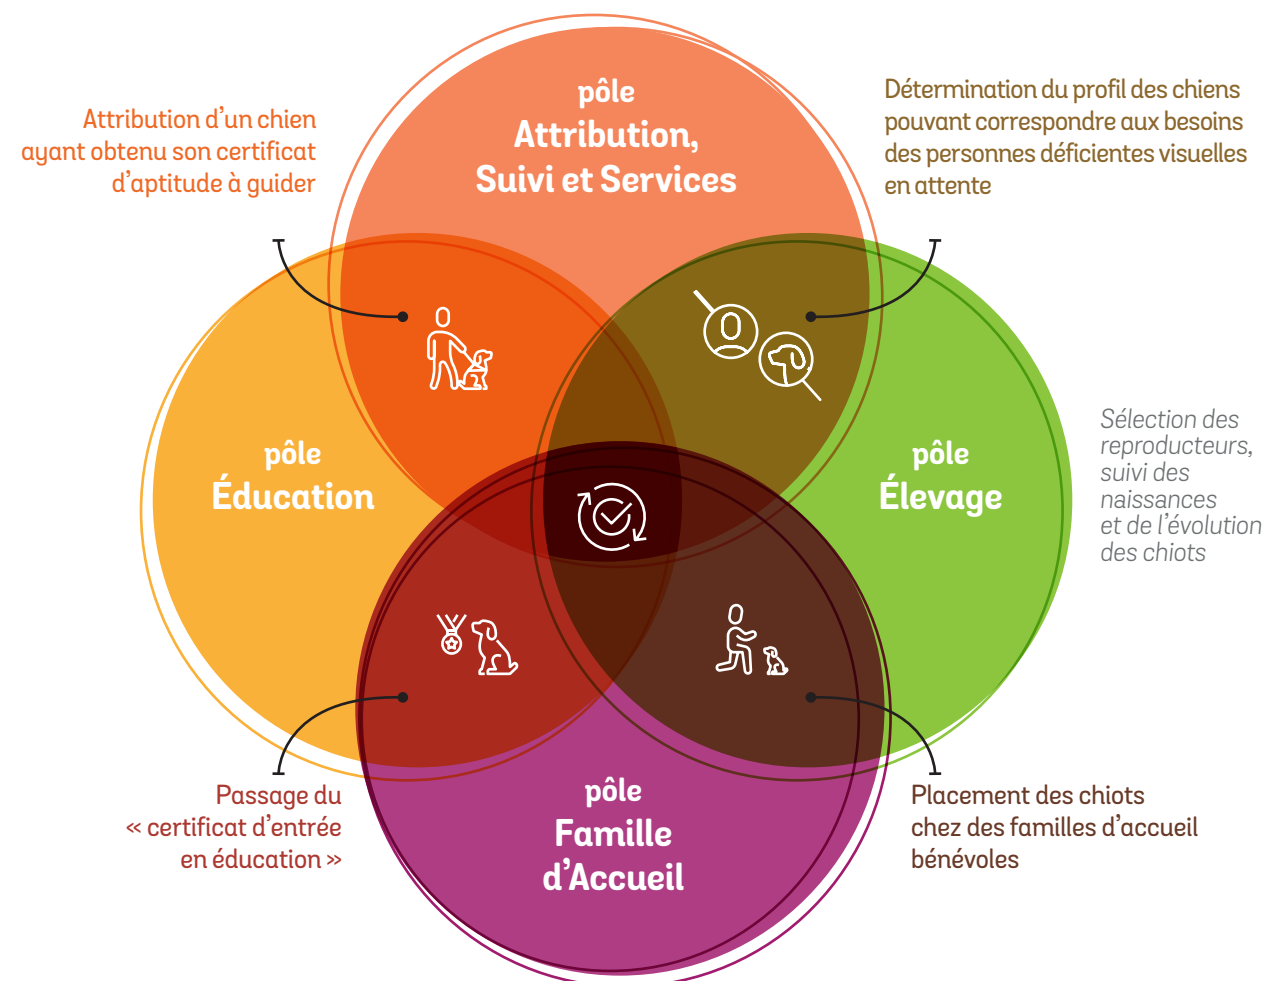 pôle
Attribution,
Suivi et Services
Attribution d'un chien
ayant obtenu son certificat
d'aptitude à guider
Détermination du profil des chiens
pouvant correspondre aux besoins
des personnes déficientes visuelles
en attente
pôle
Éducation
pôle
Élevage
Sélection des
reproducteurs,
suivi des
naissances
et de l'évolution
des chiots
Passage du
« certificat d'entrée
en éducation »
pôle
Famille
d'Accueil
Placement des chiots
chez des familles d'accueil
bénévoles